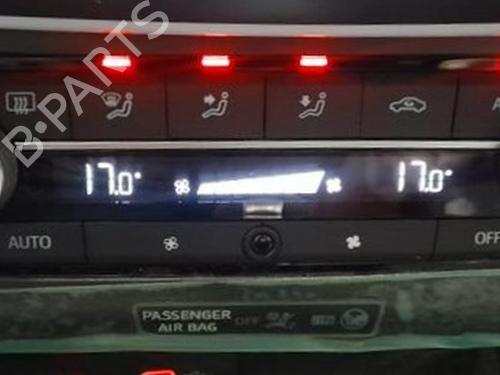 B-PARTS
17.0°
17.0°
AUTO
OFF
PASSENGER
AIR BAG
OFF